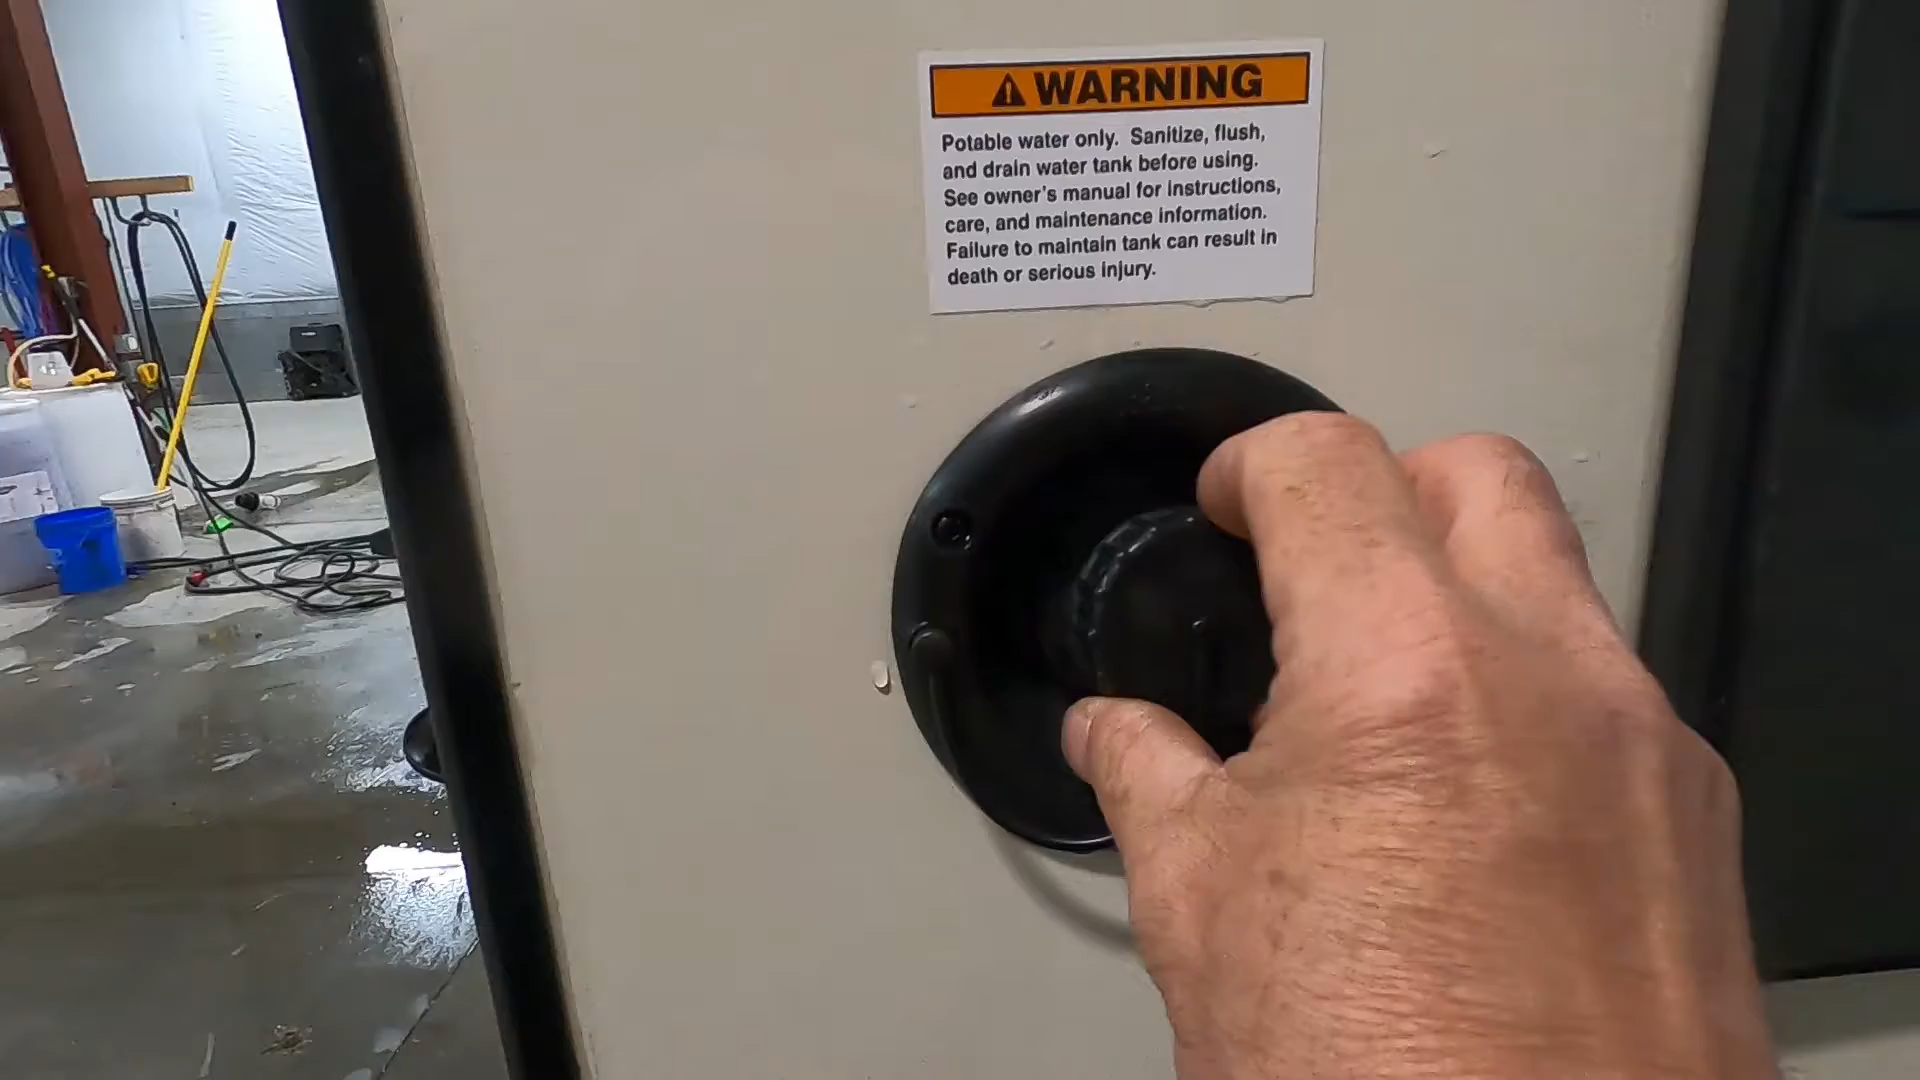 WARNING
Potable water only. Sanitize, flush,
and drain water tank before using.
See owner's manual for instructions,
care, and maintenance information.
Failure to maintain tank can result in
death or serious injury.